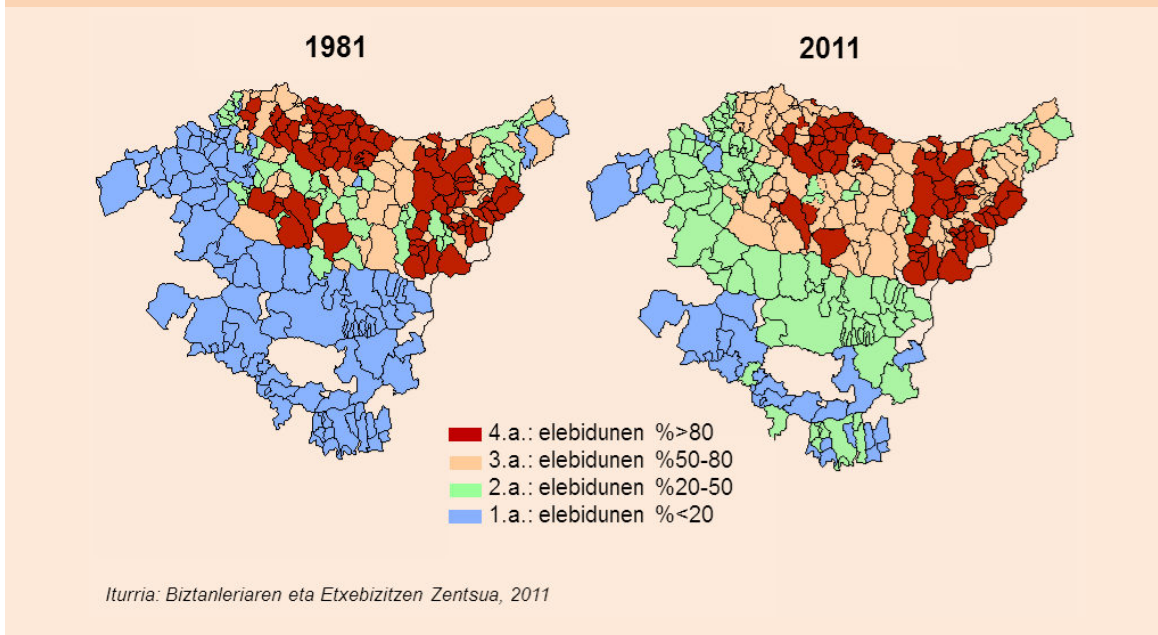 1981
2011
4.a.: elebidunen %>80
3.a.: elebidunen %50-80
2.a.: elebidunen %20-50
1.a.: elebidunen %<20
Iturria: Biztanleriaren eta Etxebizitzen Zentsua, 2011